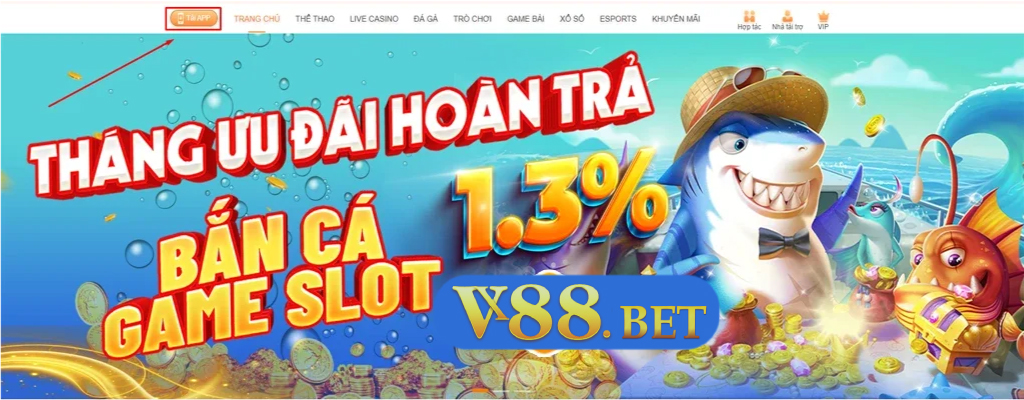 TẢI APP
TRANG CHỦ THỂ THAO LIVE CASINO ĐÁ GÀ TRÒ CHƠI GAME BÀI XỔ SỐ ESPORTS KHUYẾN MÃI
Hợp tác Nhà tài trợ VIP
THÁNG ƯU ĐÃI HOÀN TRẢ
1.3%
BẮN CÁ
GAME SLOT
VX88.BET